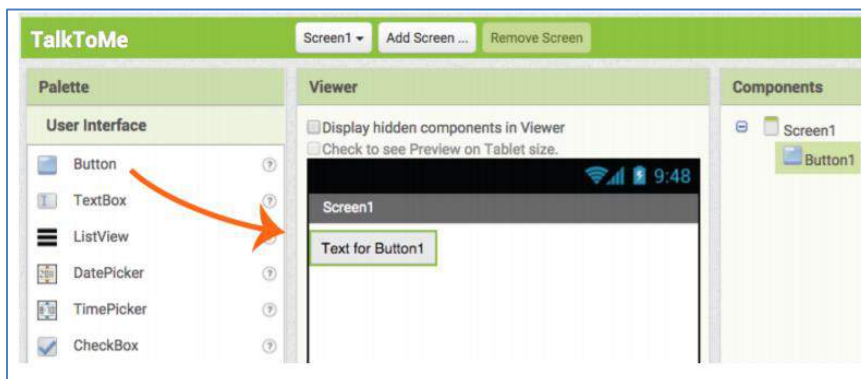 TalkToMe
Screen1
Add Screen ...
Remove Screen
Palette
User Interface
Button
?
TextBox
?
ListView
DatePicker
?
TimePicker
?
CheckBox
?
Viewer
Display hidden components in Viewer
Check to see Preview on Tablet size.
9:48
Screen1
Text for Button1
Components
Screen1
Button1